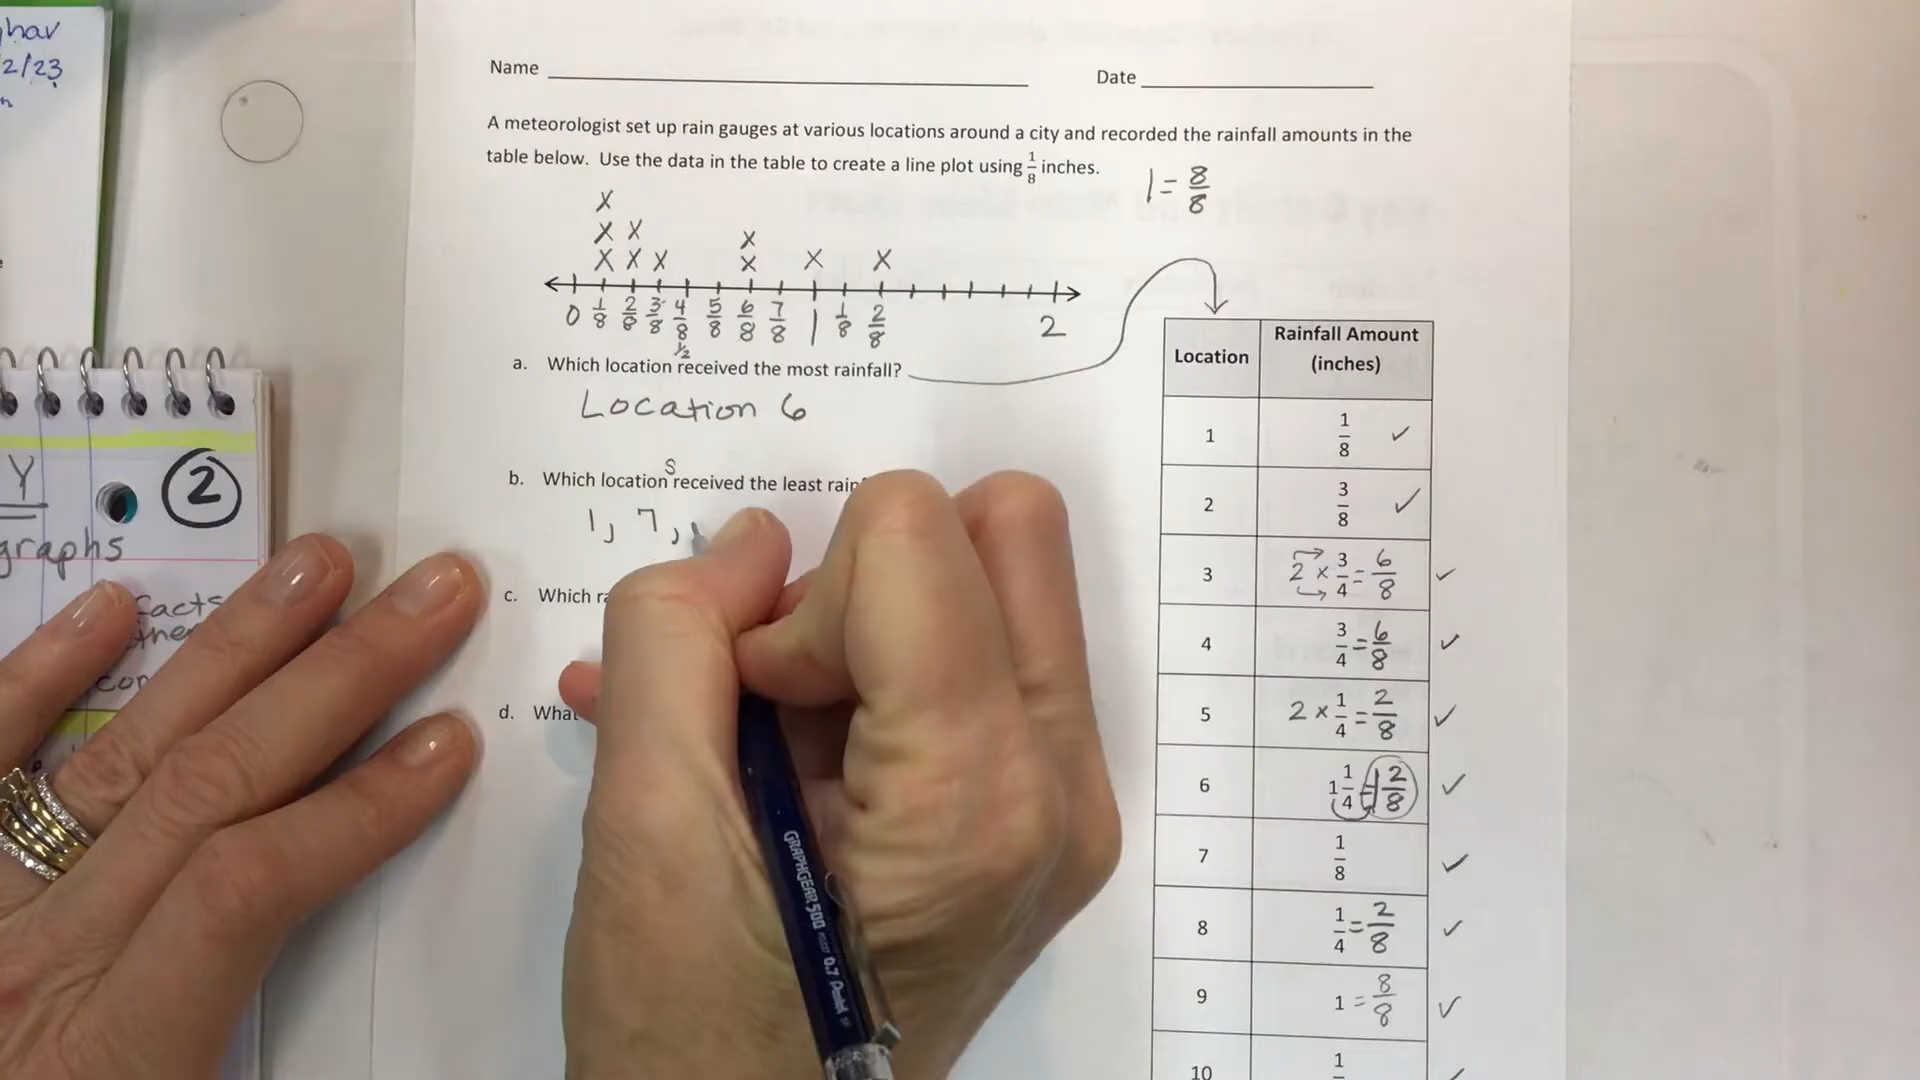 hav
2/23
Name
Date
A meteorologist set up rain gauges at various locations around a city and recorded the rainfall amounts in the
table below. Use the data in the table to create a line plot using 1/8 inches.
1 = 8/8
X
X X X
X X X X X X
0 1/8 2/8 3/8 4/8 5/8 6/8 7/8 1 1/8 2/8 2
1/2
a. Which location received the most rainfall?
Location 6
s
b. Which location received the least rain
1, 7,
c. Which ra
d. What
Location Rainfall Amount
(inches)
1 1/8 ✓
2 3/8 ✓
3 2 × 3/4 = 6/8 ✓
4 3/4 = 6/8 ✓
5 2 × 1/4 = 2/8 ✓
6 1 1/4 = 1 2/8 ✓
7 1/8 ✓
8 1/4 = 2/8 ✓
9 1 = 8/8 ✓
10 1
Y 2
graphs
facts
con
GRAPHGEAR 500 0.7 Pentel